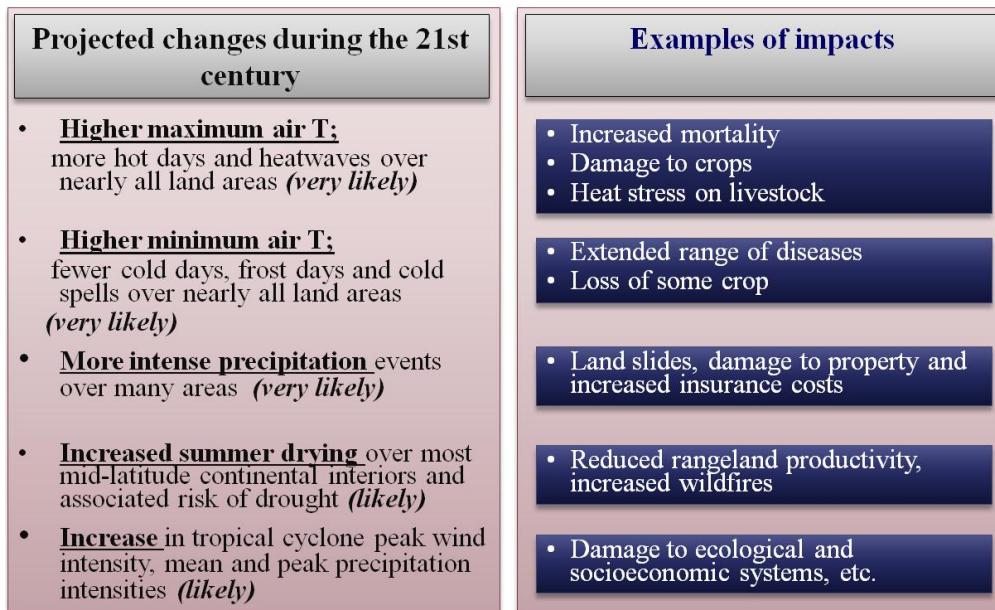 Projected changes during the 21st
century
• Higher maximum air T;
more hot days and heatwaves over
nearly all land areas (very likely)
• Higher minimum air T;
fewer cold days, frost days and cold
spells over nearly all land areas
(very likely)
• More intense precipitation events
over many areas (very likely)
• Increased summer drying over most
mid-latitude continental interiors and
associated risk of drought (likely)
• Increase in tropical cyclone peak wind
intensity, mean and peak precipitation
intensities (likely)
Examples of impacts
• Increased mortality
• Damage to crops
• Heat stress on livestock
• Extended range of diseases
• Loss of some crop
• Land slides, damage to property and
increased insurance costs
• Reduced rangeland productivity,
increased wildfires
• Damage to ecological and
socioeconomic systems, etc.